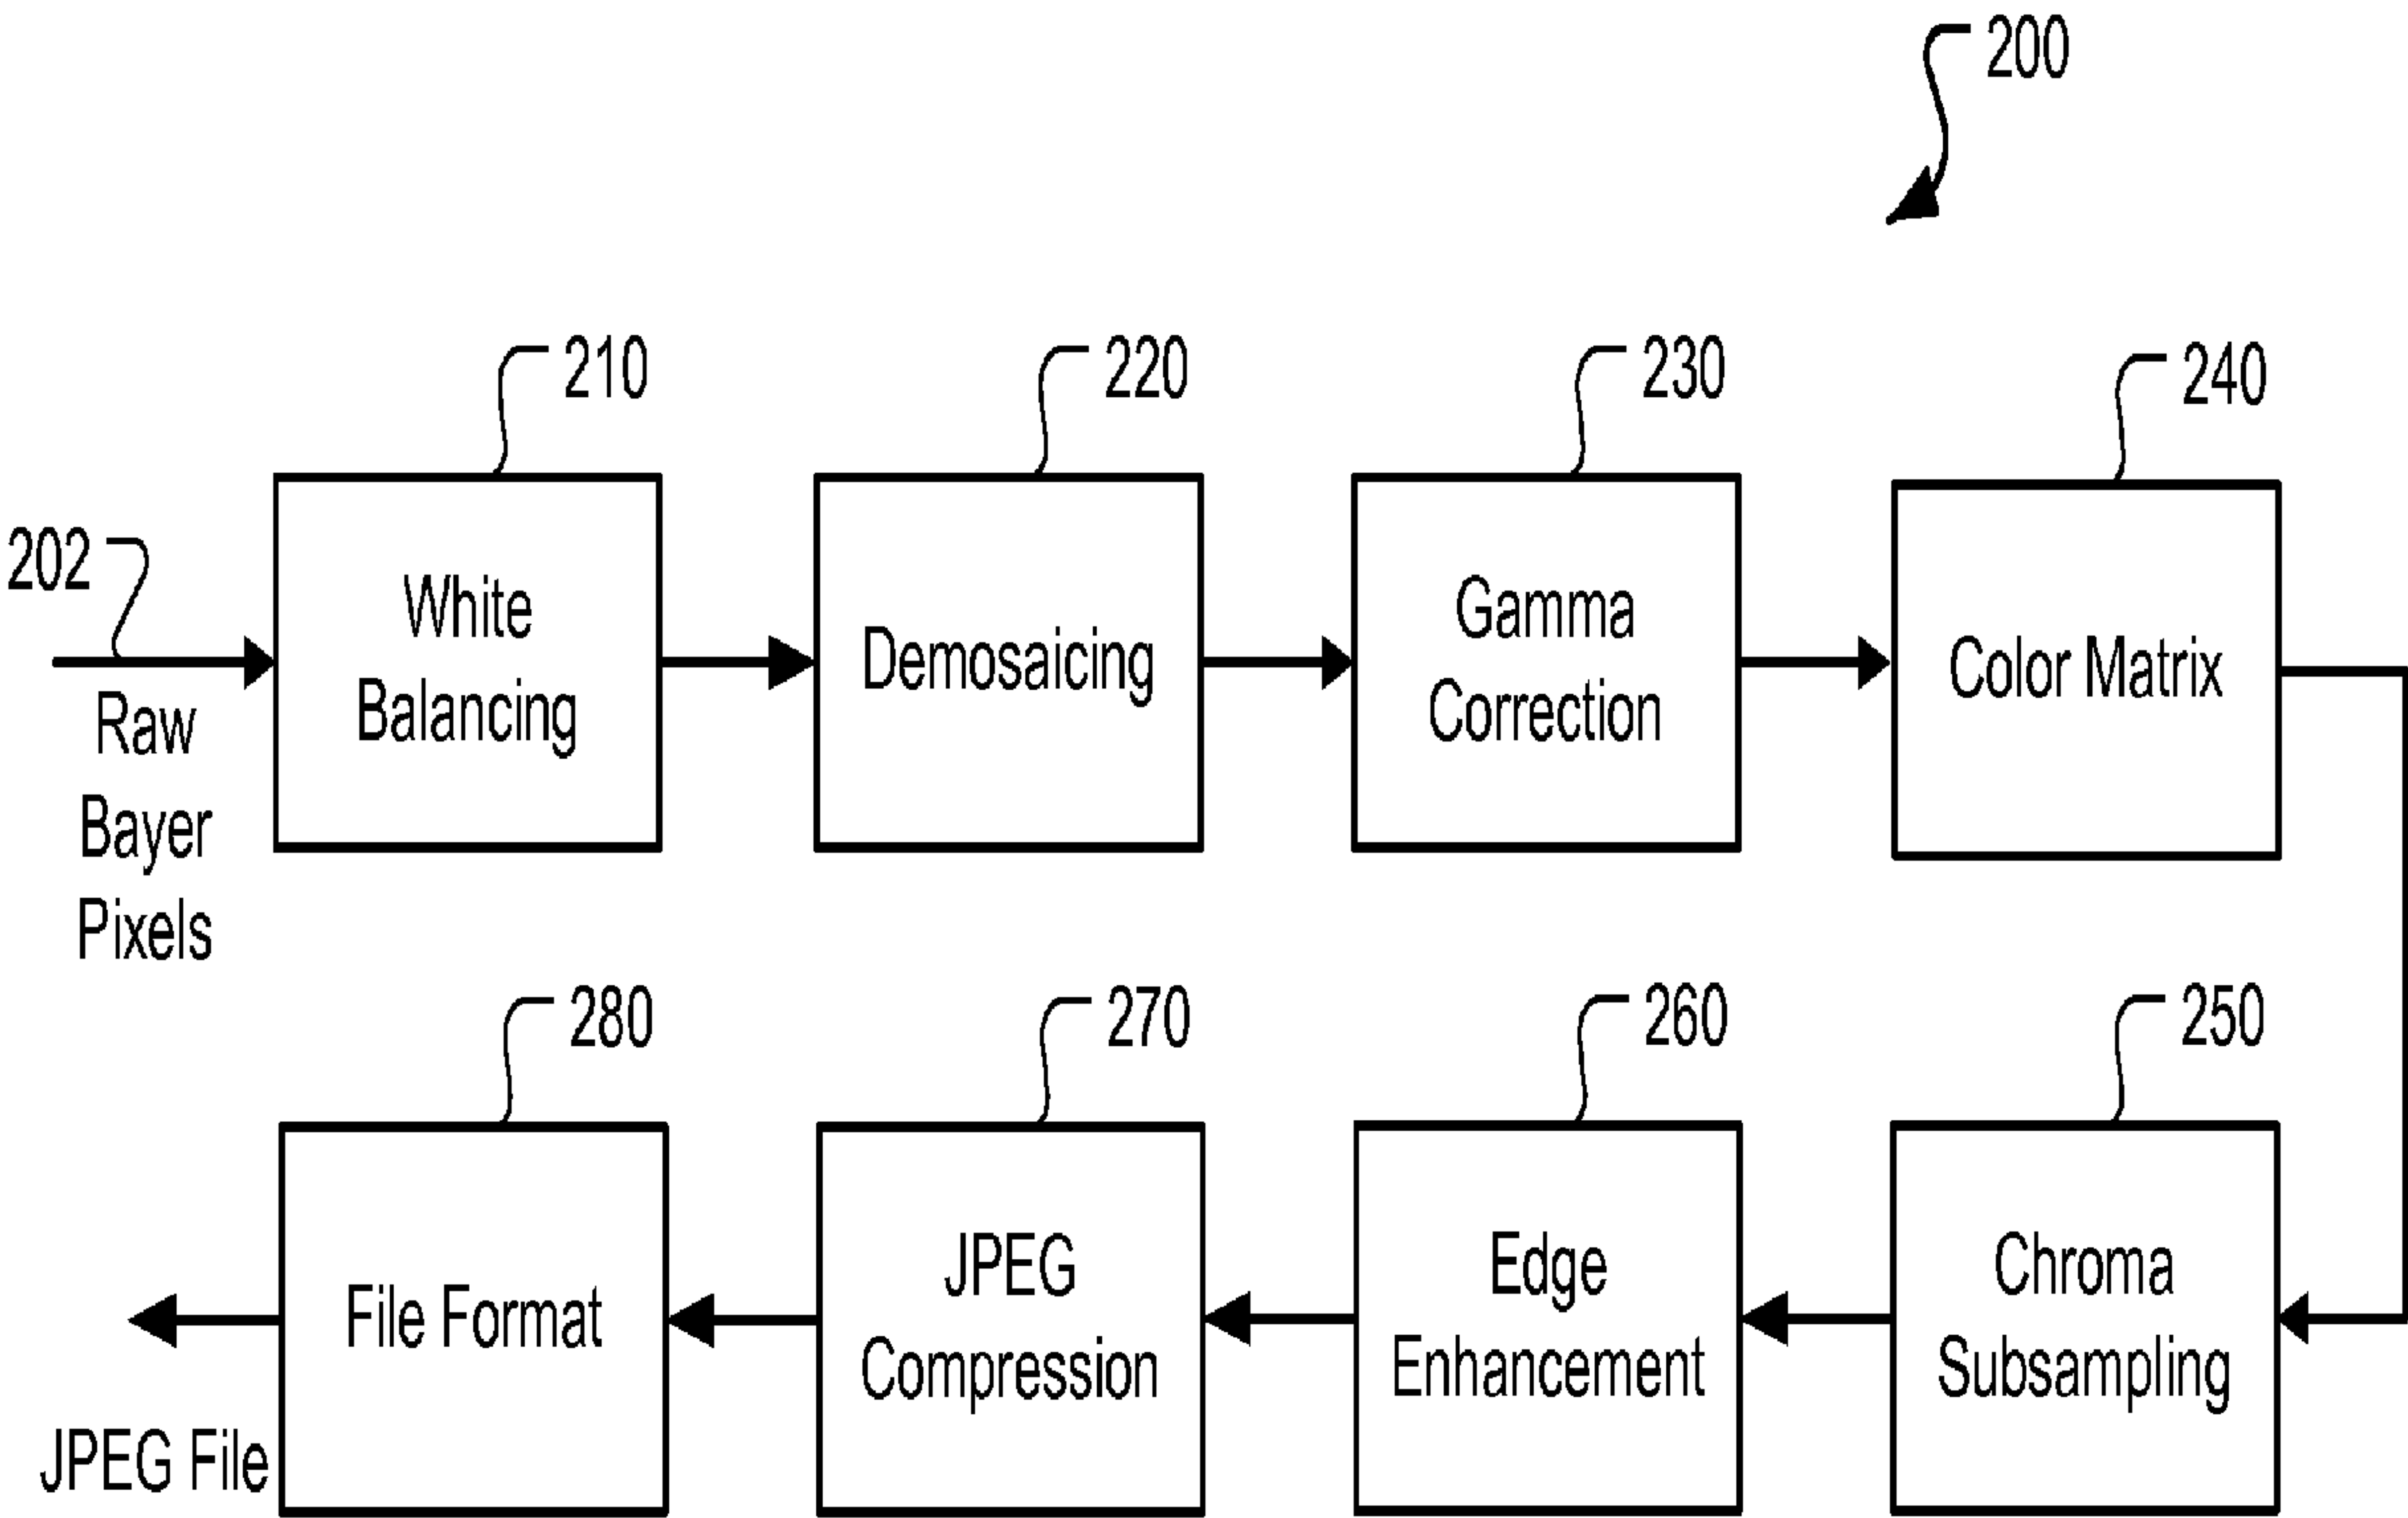 200
210
220
230
240
202
White
Balancing
Demosaicing
Gamma
Correction
Color Matrix
Raw
Bayer
Pixels
280
270
260
250
File Format
JPEG
Compression
Edge
Enhancement
Chroma
Subsampling
JPEG File